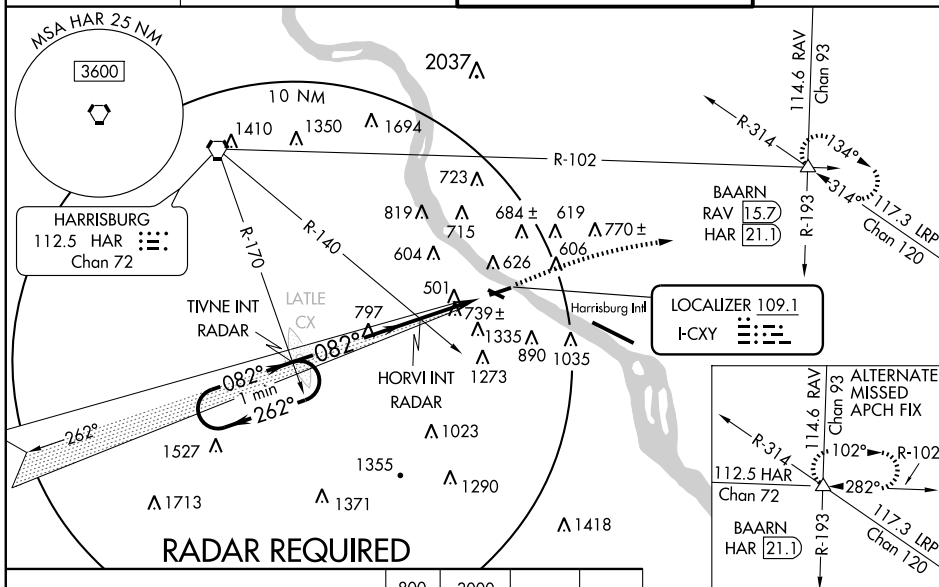 MSA HAR 25 NM
3600
10 NM
2037
1410
1350
1694
HARRISBURG
112.5 HAR
Chan 72
R-102
R-140
R-170
723
819
715
684 ±
619
770 ±
604
626
606
501
739±
1335
890
1035
1273
797
TIVNE INT
RADAR
LATLE
CX
HORVI INT
RADAR
082°
082°
1 min
262°
262°
1527
1023
1355
1290
1713
1371
1418
RADAR REQUIRED
Harrisburg Intl
LOCALIZER 109.1
I-CXY
114.6 RAV
Chan 93
R-314
134°
314°
R-193
117.3 LRP
Chan 120
BAARN
RAV 15.7
HAR 21.1
ALTERNATE
MISSED
APCH FIX
114.6 RAV
Chan 93
R-314
102°
R-102
282°
112.5 HAR
Chan 72
BAARN
HAR 21.1
R-193
117.3 LRP
Chan 120